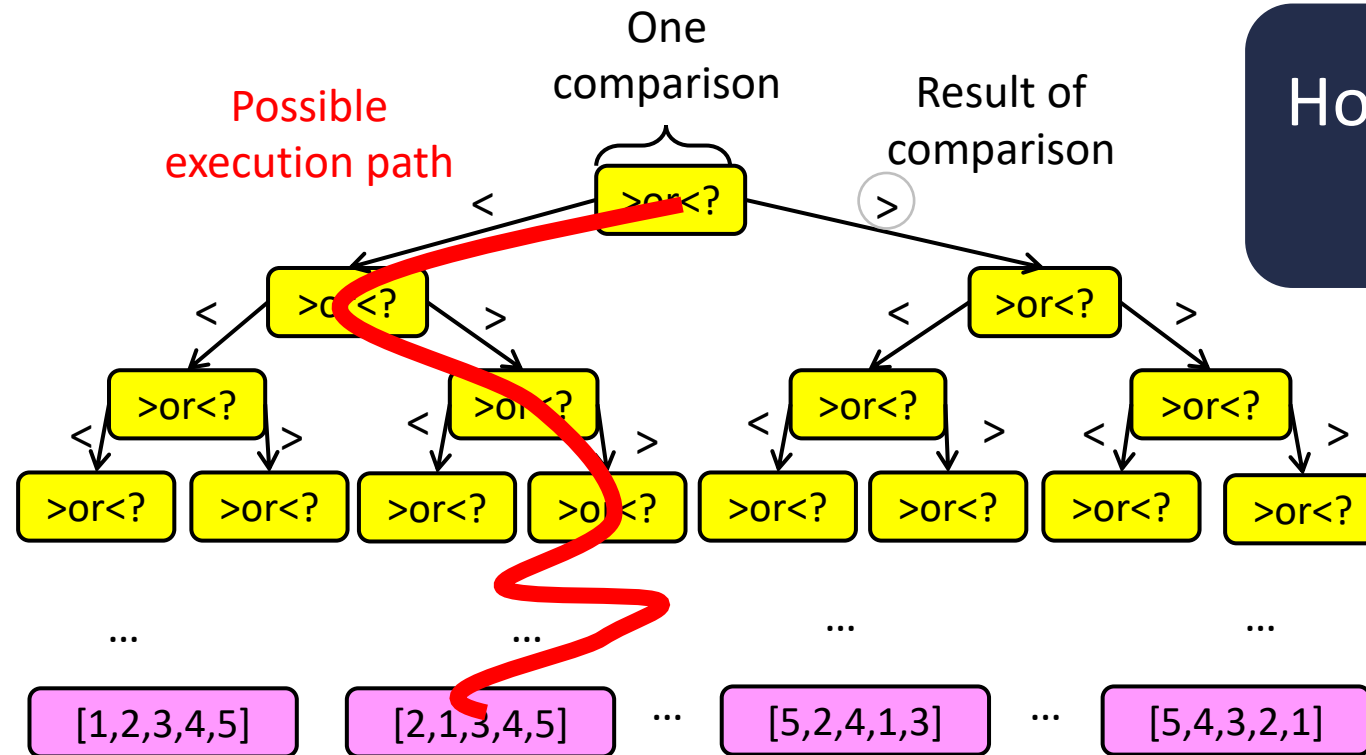 One
comparison
Possible
execution path
Result of
comparison
Ho
>or<?
<
>
>or<?
>or<?
<
>
<
>
>or<?
>or<?
>or<?
>or<?
<
>
<
>
<
>
<
>
>or<?
>or<?
>or<?
>or<?
>or<?
>or<?
>or<?
>or<?
...
...
...
...
[1,2,3,4,5]
[2,1,3,4,5]
...
[5,2,4,1,3]
...
[5,4,3,2,1]